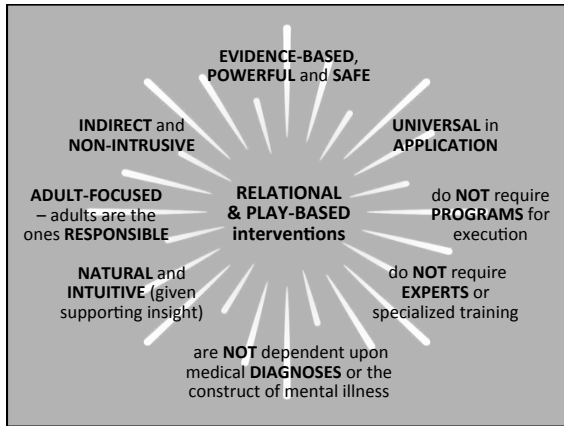 EVIDENCE-BASED,
POWERFUL and SAFE
INDIRECT and
NON-INTRUSIVE
UNIVERSAL in
APPLICATION
ADULT-FOCUSED
– adults are the
ones RESPONSIBLE
RELATIONAL
& PLAY-BASED
interventions
do NOT require
PROGRAMS for
execution
NATURAL and
INTUITIVE (given
supporting insight)
do NOT require
EXPERTS or
specialized training
are NOT dependent upon
medical DIAGNOSES or the
construct of mental illness